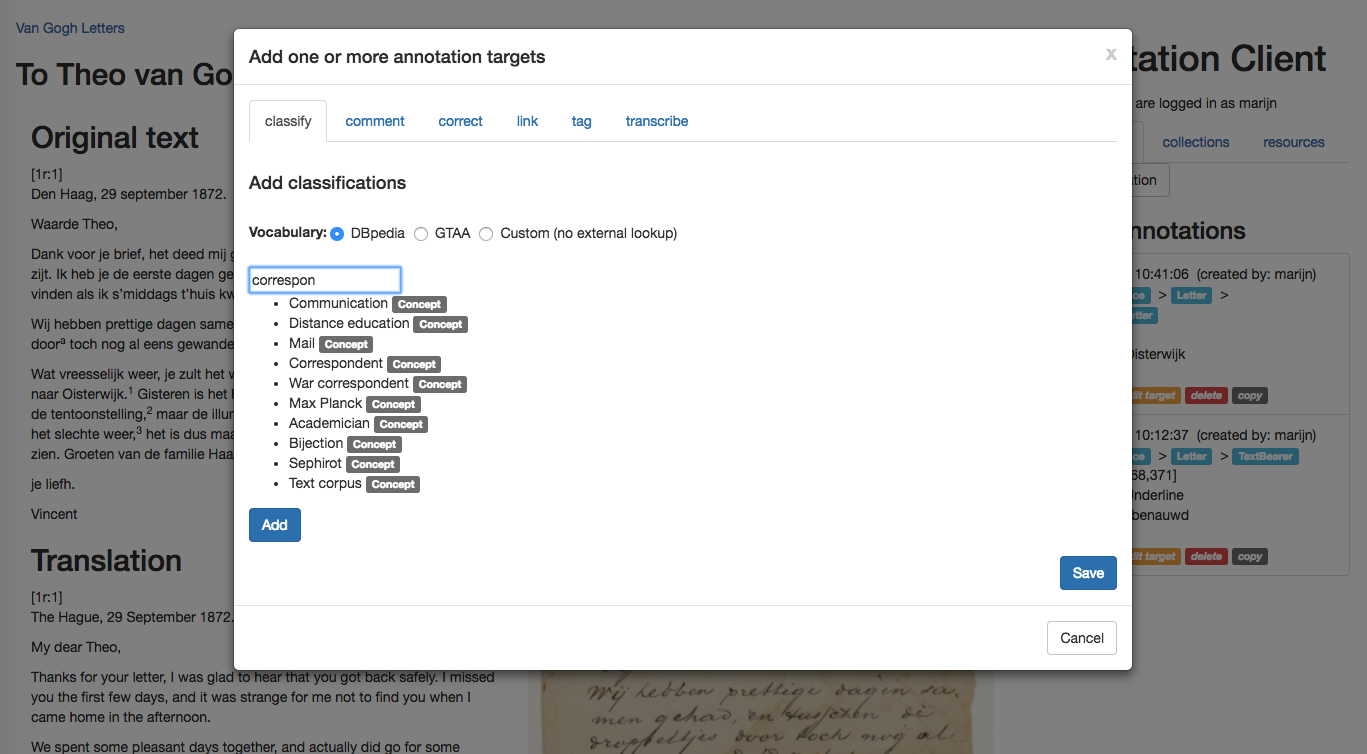 Van Gogh Letters
To Theo van Go
Original text
[1r:1]
Den Haag, 29 september 1872.
Waarde Theo,
Dank voor je brief, het deed mij
zijt. Ik heb je de eerste dagen ge
vinden als ik s'middags t'huis kw
Wij hebben prettige dagen same
doorª toch nog al eens gewande
Wat vreesselijk weer, je zult het
naar Oisterwijk.¹ Gisteren is het
de tentoonstelling,² maar de illur
het slechte weer,³ het is dus maa
zien. Groeten van de familie Haa
je liefh.
Vincent
Translation
[1r:1]
The Hague, 29 September 1872.
My dear Theo,
Thanks for your letter, I was glad to hear that you got back safely. I missed
you the first few days, and it was strange for me not to find you when I
came home in the afternoon.
We spent some pleasant days together, and actually did go for some
Add one or more annotation targets
x
classify comment correct link tag transcribe
Add classifications
Vocabulary: DBpedia GTAA Custom (no external lookup)
correspon
• Communication Concept
• Distance education Concept
• Mail Concept
• Correspondent Concept
• War correspondent Concept
• Max Planck Concept
• Academician Concept
• Bijection Concept
• Sephirot Concept
• Text corpus Concept
Add
Save
Cancel
tation Client
are logged in as marijn
collections resources
tion
nnotations
10:41:06 (created by: marijn)
ce > Letter >
tter
Oisterwijk
dit target delete copy
10:12:37 (created by: marijn)
ce > Letter > TextBearer
68,371]
Underline
benauwd
dit target delete copy
Wij hebben prettige dagen sa.
men gehad, en tusschen de
droppeltjes door toch nog al